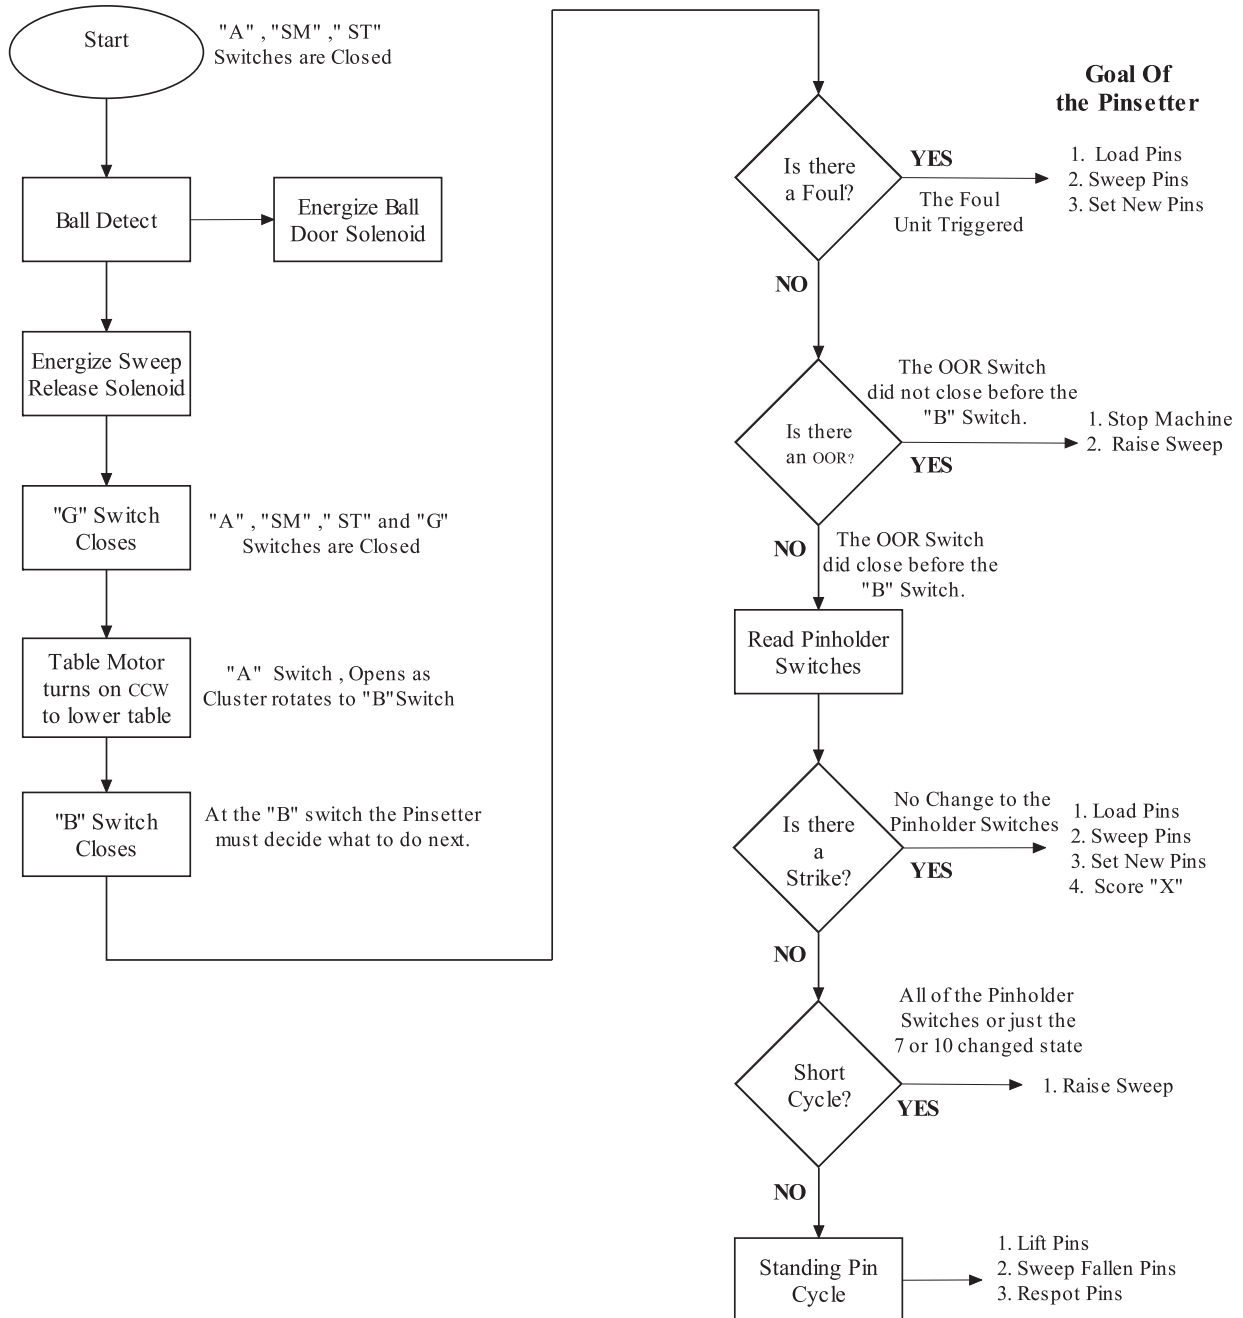 Start
"A" , "SM" ," ST"
Switches are Closed
Ball Detect
Energize Ball
Door Solenoid
Energize Sweep
Release Solenoid
"G" Switch
Closes
"A" , "SM" ," ST" and "G"
Switches are Closed
Table Motor
turns on CCW
to lower table
"A" Switch , Opens as
Cluster rotates to "B"Switch
"B" Switch
Closes
At the "B" switch the Pinsetter
must decide what to do next.
Goal Of
the Pinsetter
Is there
a Foul?
YES
The Foul
Unit Triggered
1. Load Pins
2. Sweep Pins
3. Set New Pins
NO
Is there
an OOR?
The OOR Switch
did not close before the
"B" Switch.
YES
1. Stop Machine
2. Raise Sweep
NO
The OOR Switch
did close before the
"B" Switch.
Read Pinholder
Switches
Is there
a
Strike?
No Change to the
Pinholder Switches
YES
1. Load Pins
2. Sweep Pins
3. Set New Pins
4. Score "X"
NO
Short
Cycle?
All of the Pinholder
Switches or just the
7 or 10 changed state
YES
1. Raise Sweep
NO
Standing Pin
Cycle
1. Lift Pins
2. Sweep Fallen Pins
3. Respot Pins